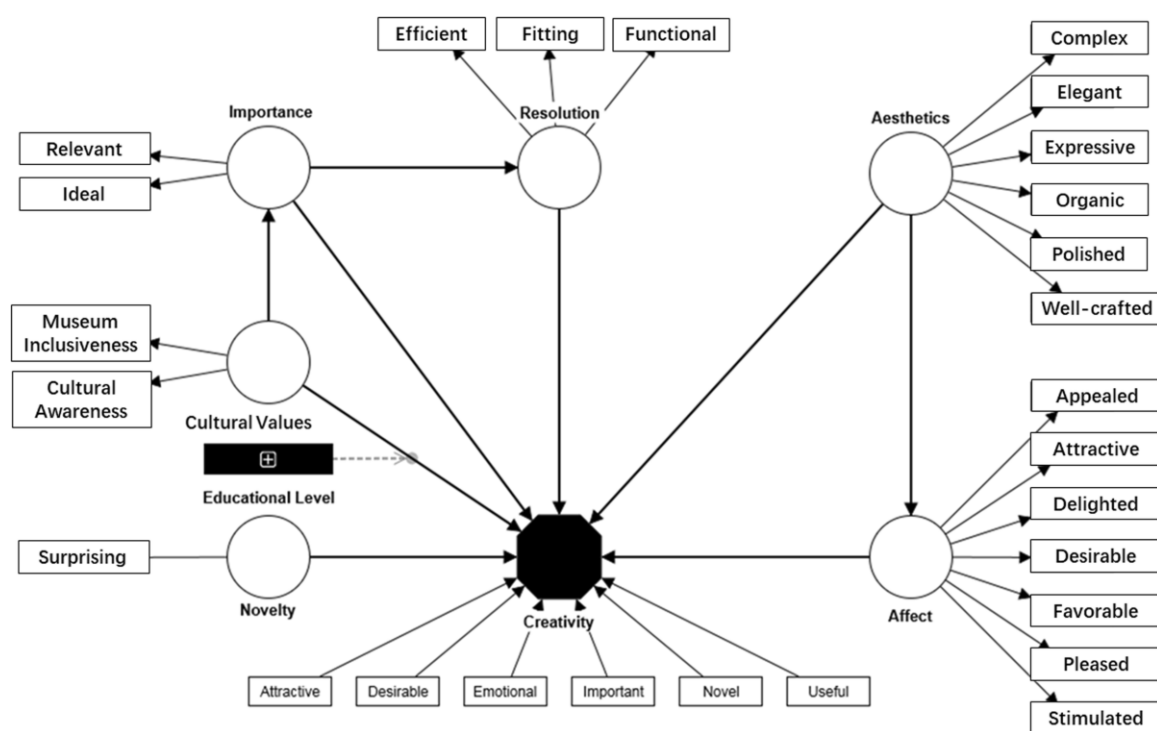 Efficient
Fitting
Functional
Complex
Elegant
Expressive
Organic
Polished
Well-crafted
Importance
Resolution
Aesthetics
Relevant
Ideal
Museum
Inclusiveness
Cultural
Awareness
Cultural Values
Educational Level
Surprising
Novelty
Creativity
Affect
Appealed
Attractive
Delighted
Desirable
Favorable
Pleased
Stimulated
Attractive
Desirable
Emotional
Important
Novel
Useful